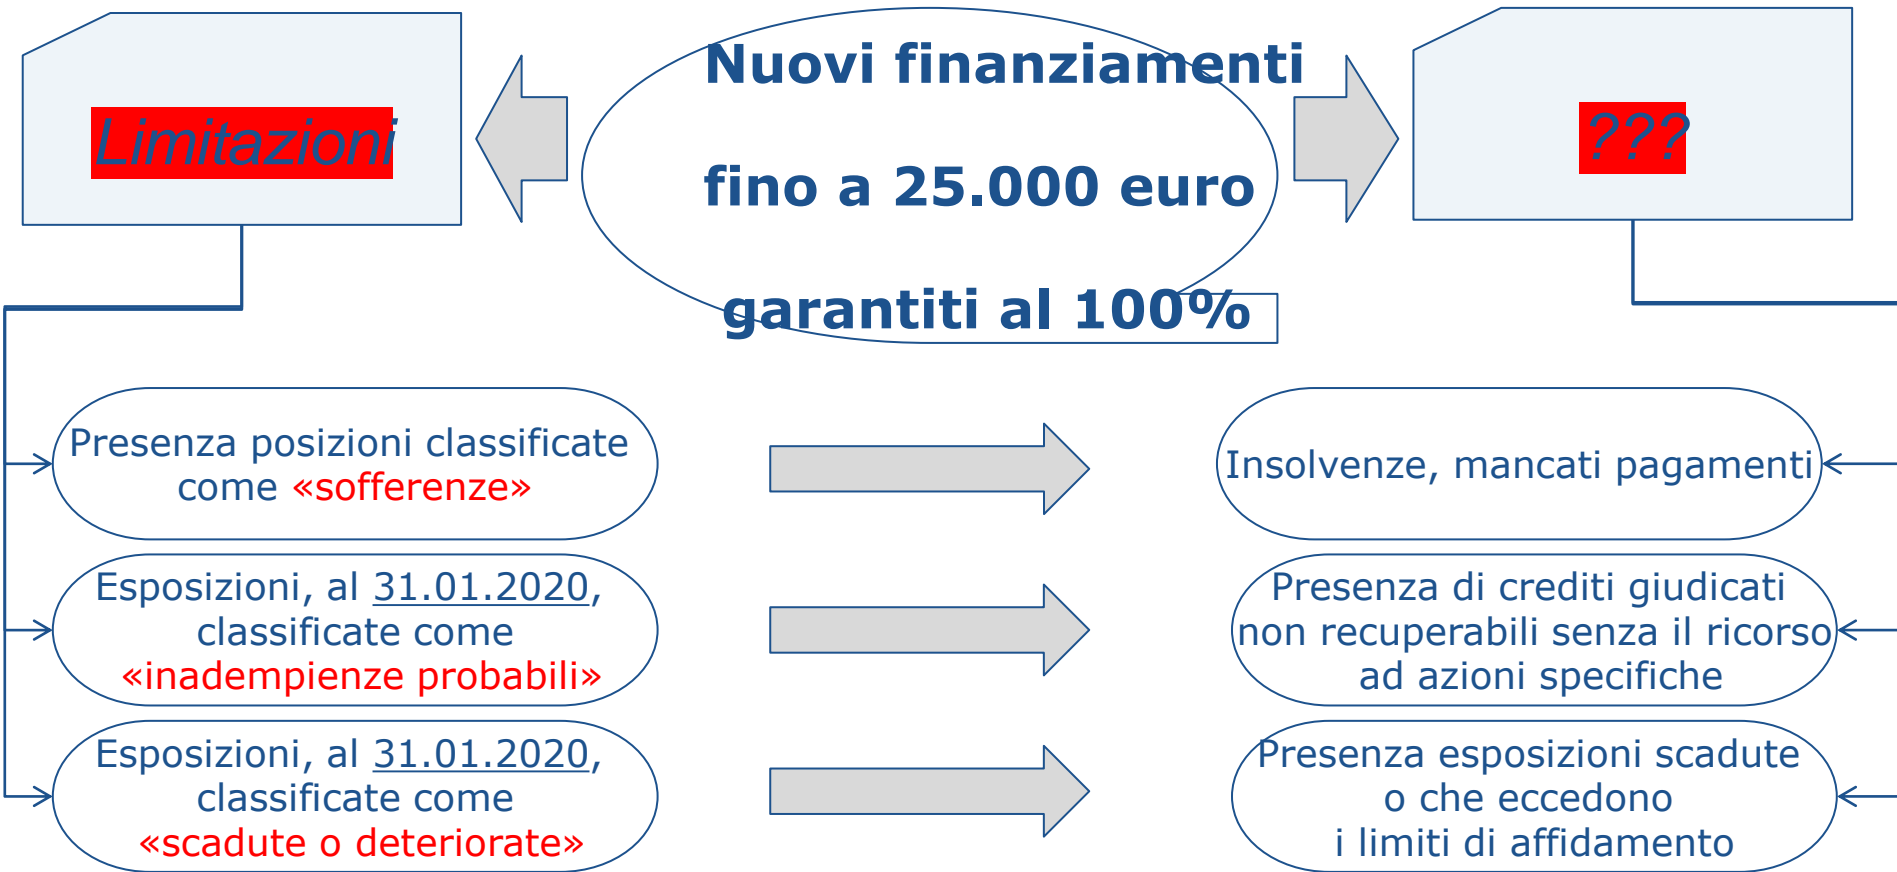 Limitazioni
Nuovi finanziamenti
fino a 25.000 euro
garantiti al 100%
???
Presenza posizioni classificate
come «sofferenze»
Insolvenze, mancati pagamenti
Esposizioni, al 31.01.2020,
classificate come
«inadempienze probabili»
Presenza di crediti giudicati
non recuperabili senza il ricorso
ad azioni specifiche
Esposizioni, al 31.01.2020,
classificate come
«scadute o deteriorate»
Presenza esposizioni scadute
o che eccedono
i limiti di affidamento